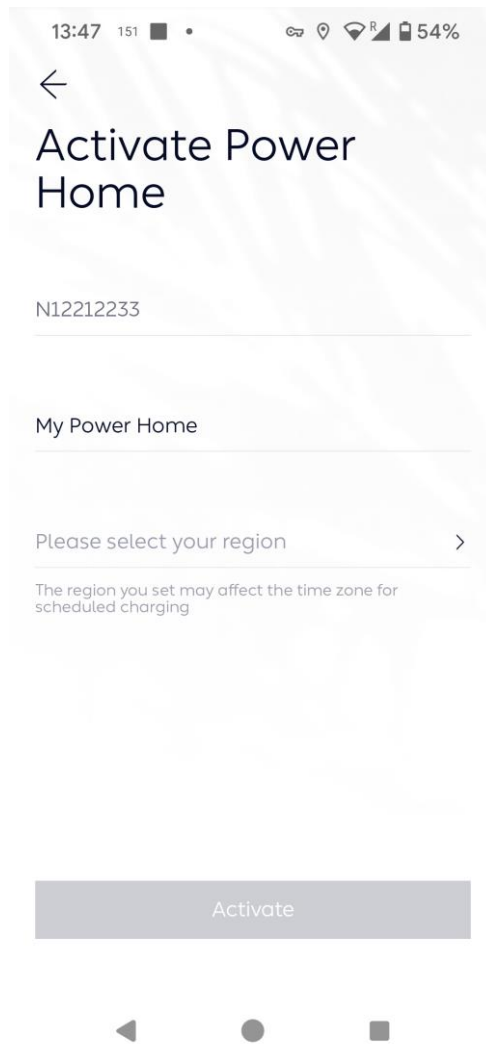 13:47 151 R 54%
Activate Power
Home
N12212233
My Power Home
Please select your region
The region you set may affect the time zone for
scheduled charging
Activate